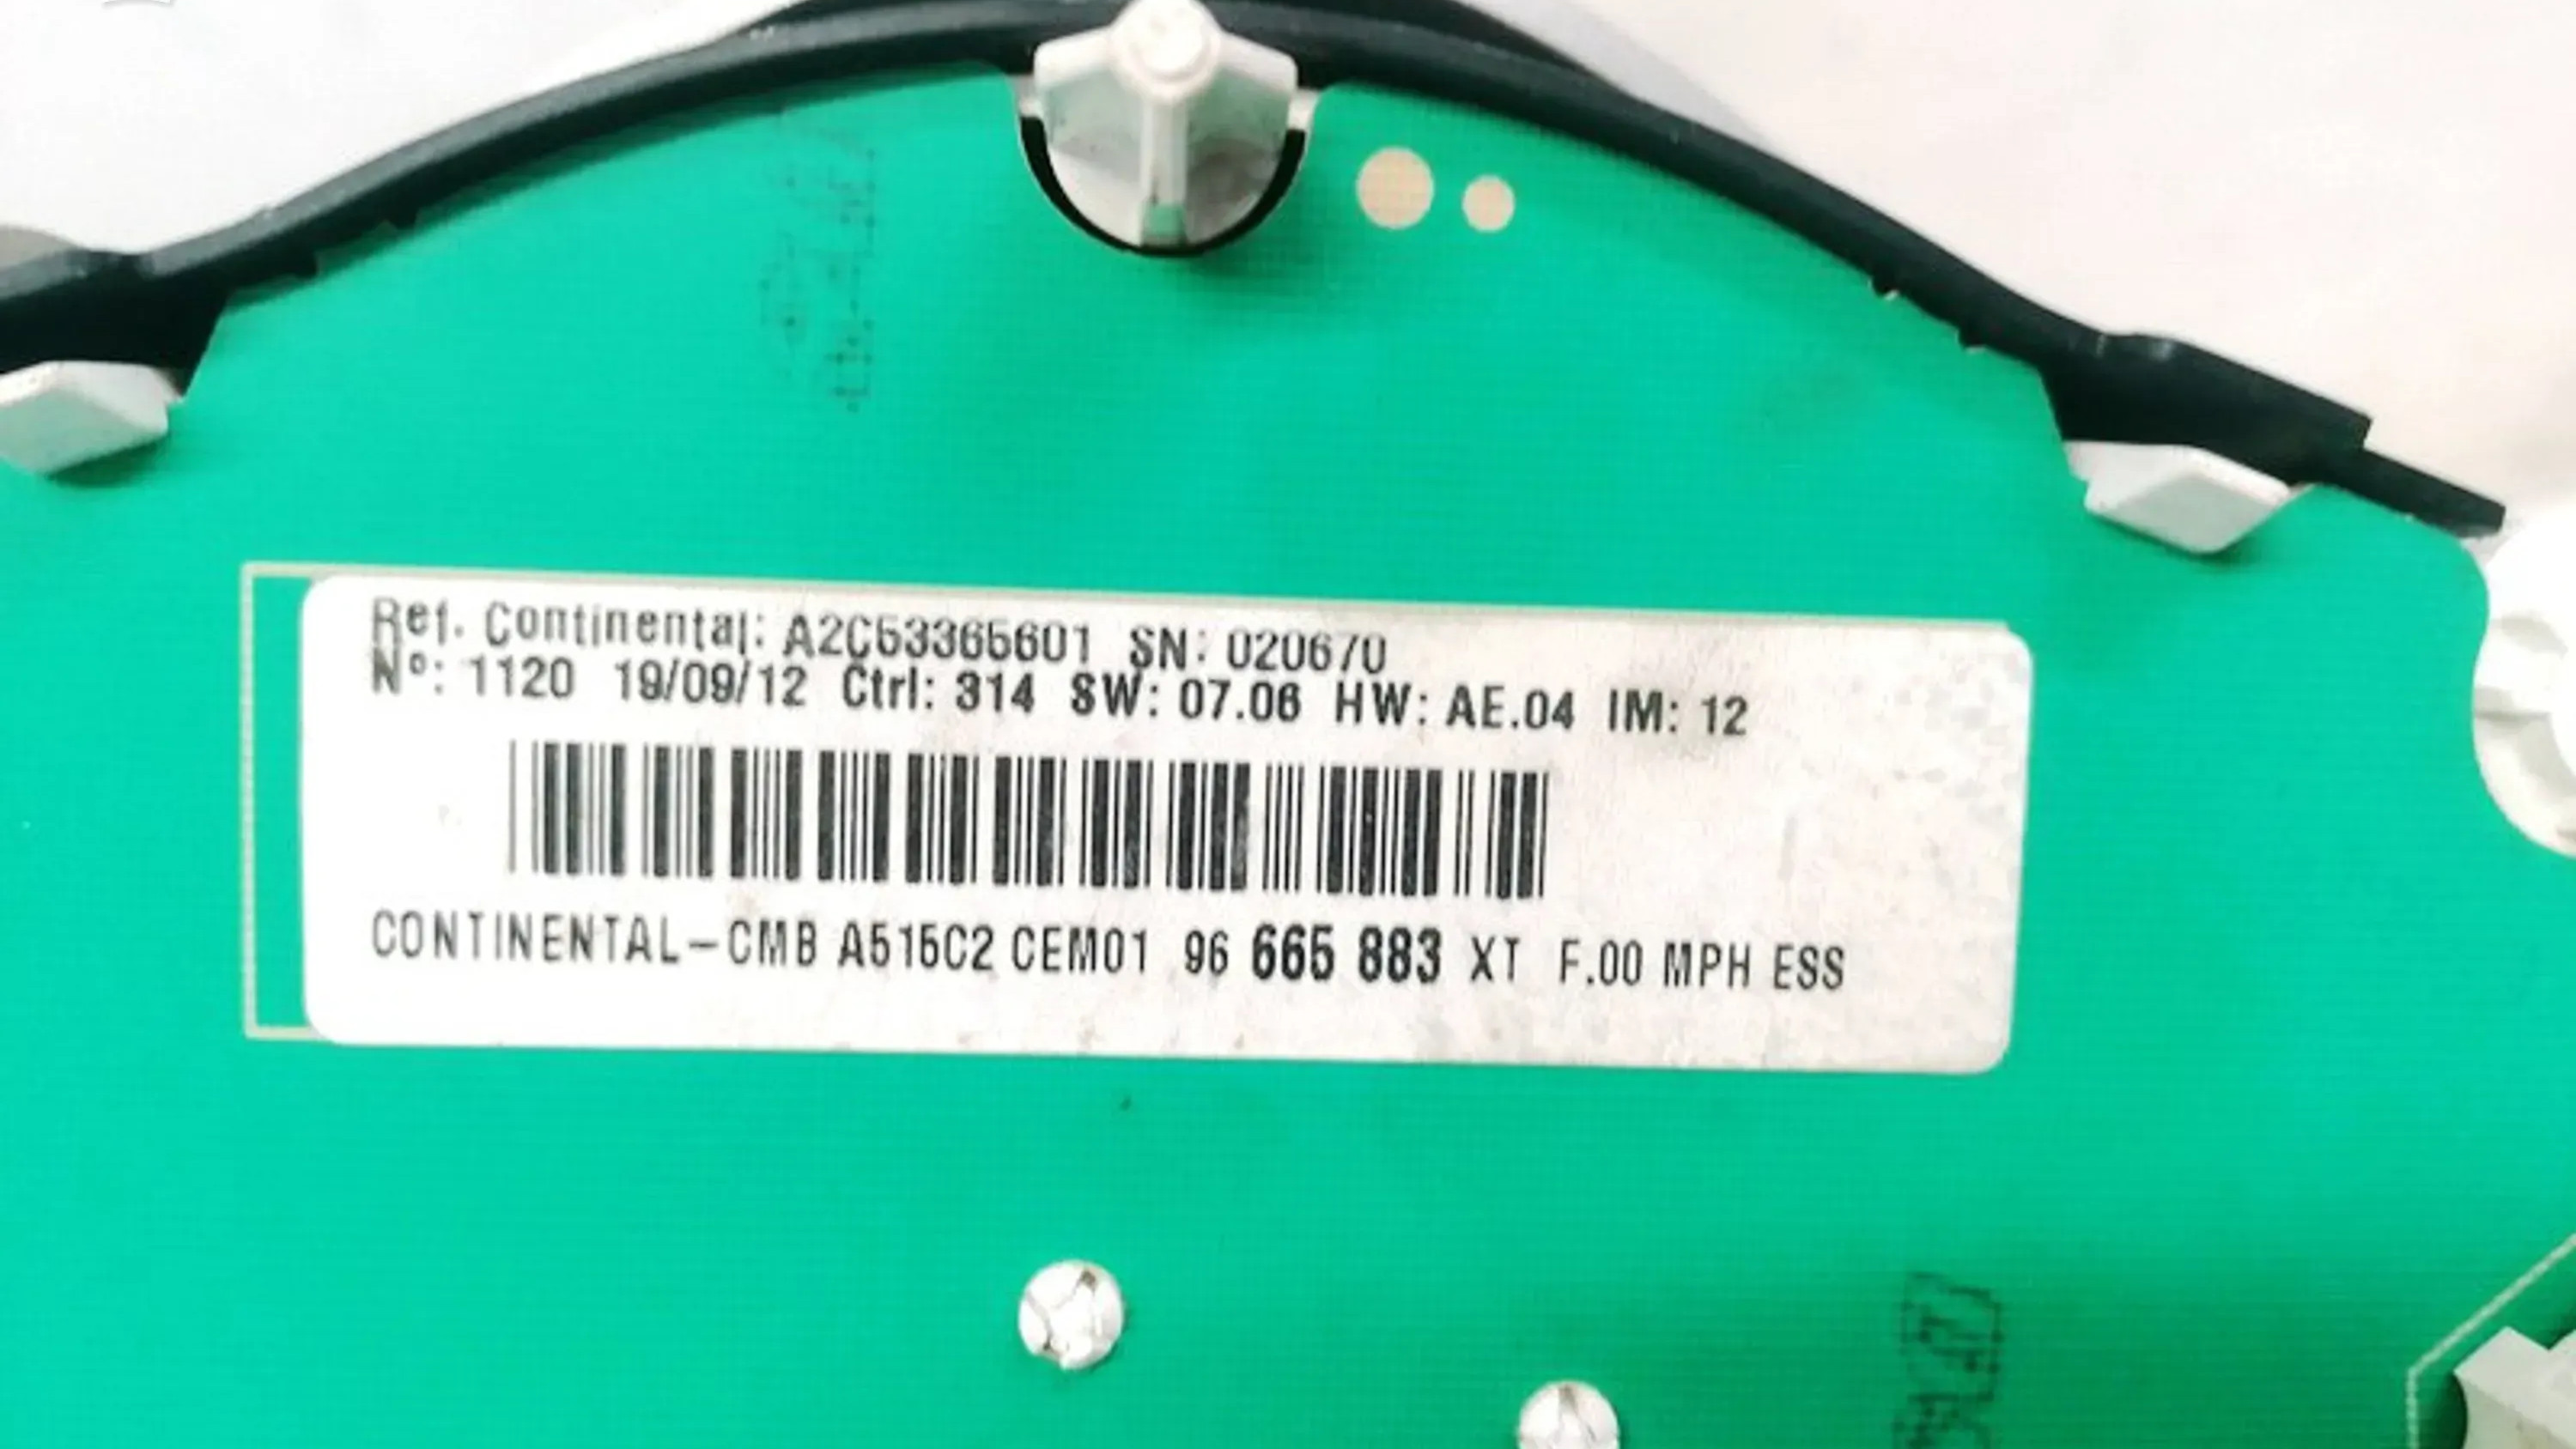 Ref. Continental: A2C53365601 SN: 020670
Nº: 1120 19/09/12 Ctrl: 314 SW: 07.06 HW: AE.04 IM: 12
CONTINENTAL-CMB A515C2 CEM01 96 665 883 XT F.00 MPH ESS